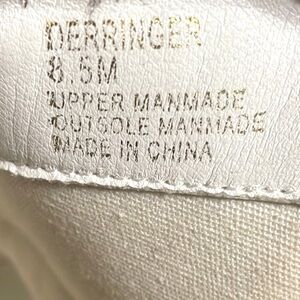 DERRINGER
8.5M
UPPER MANMADE
OUTSOLE MANMADE
MADE IN CHINA